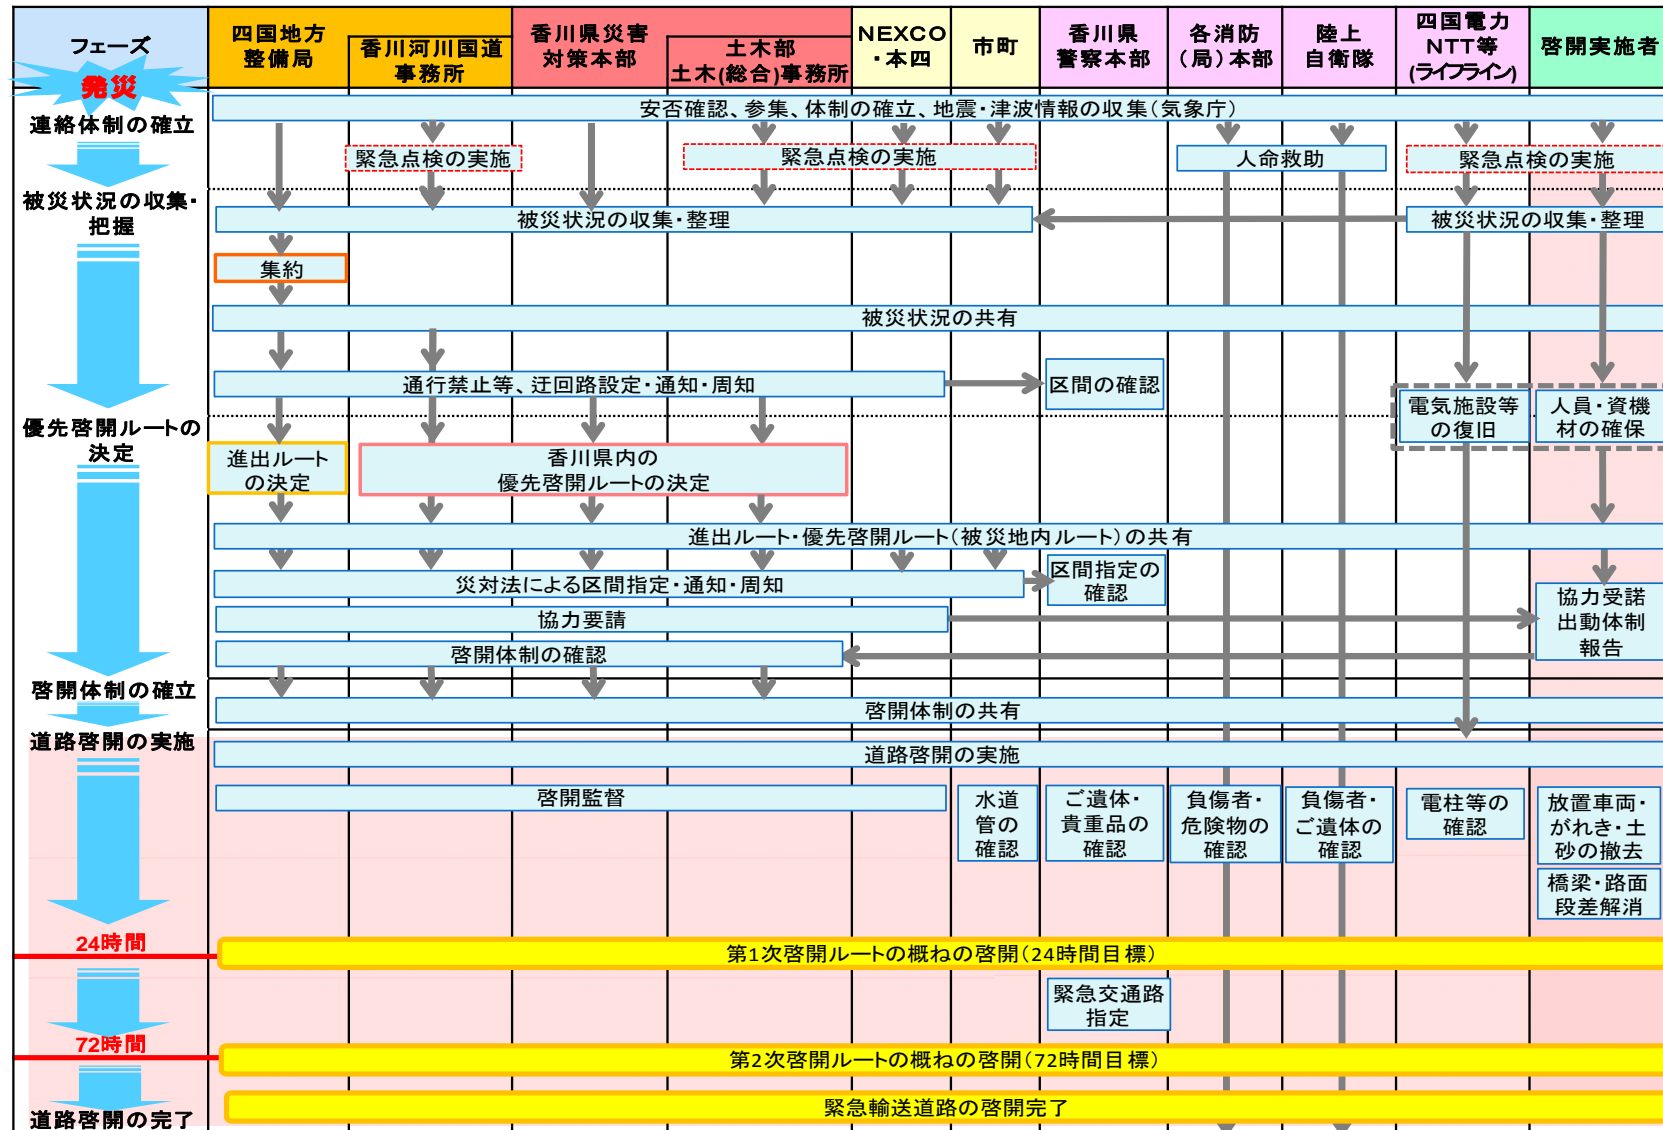 フェーズ
四国地方
整備局
香川河川国道
事務所
香川県災害
対策本部
土木部
土木(総合)事務所
NEXCO
・本四
市町
香川県
警察本部
各消防
(局)本部
陸上
自衛隊
四国電力
NTT等
(ライフライン)
啓開実施者
発災
連絡体制の確立
安否確認、参集、体制の確立、地震・津波情報の収集(気象庁)
緊急点検の実施
緊急点検の実施
人命救助
緊急点検の実施
被災状況の収集・
把握
被災状況の収集・整理
被災状況の収集・整理
集約
被災状況の共有
通行禁止等、迂回路設定・通知・周知
区間の確認
電気施設等
の復旧
人員・資機
材の確保
優先啓開ルートの
決定
進出ルート
の決定
香川県内の
優先啓開ルートの決定
進出ルート・優先啓開ルート(被災地内ルート)の共有
災対法による区間指定・通知・周知
区間指定の
確認
協力要請
協力受諾
出動体制
報告
啓開体制の確認
啓開体制の確立
啓開体制の共有
道路啓開の実施
道路啓開の実施
啓開監督
水道
管の
確認
ご遺体・
貴重品の
確認
負傷者・
危険物の
確認
負傷者・
ご遺体の
確認
電柱等の
確認
放置車両・
がれき・土
砂の撤去
橋梁・路面
段差解消
24時間
第1次啓開ルートの概ねの啓開(24時間目標)
緊急交通路
指定
72時間
第2次啓開ルートの概ねの啓開(72時間目標)
緊急輸送道路の啓開完了
道路啓開の完了